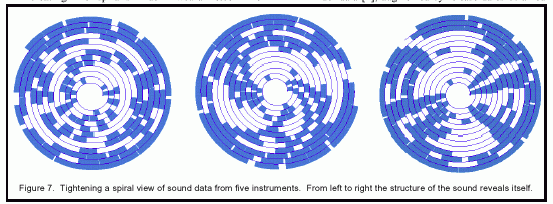 Figure 7. Tightening a spiral view of sound data from five instruments. From left to right the structure of the sound reveals itself.